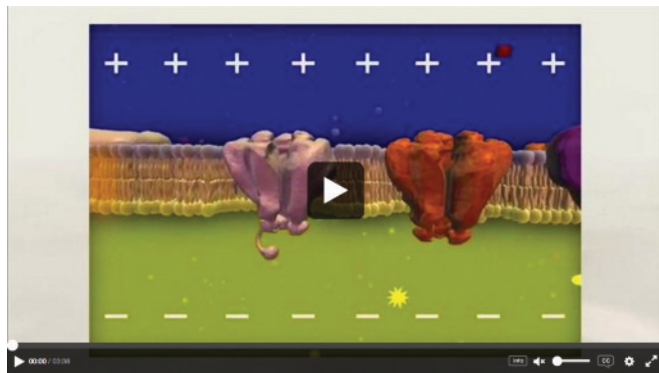 + + + + + + + +
− − − − − − − −
00:00 / 03:08 Info CC